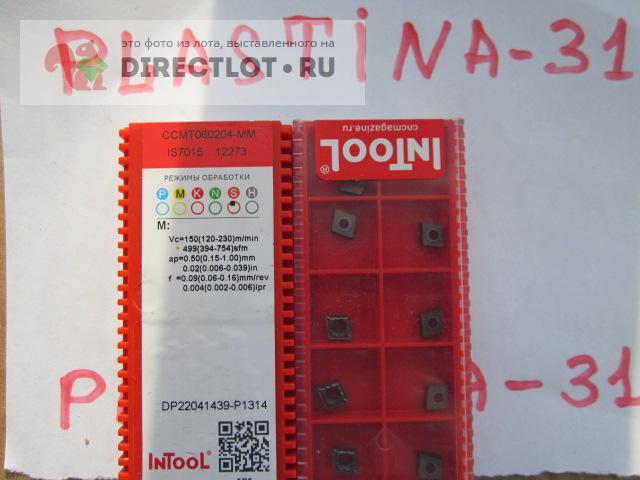 PLASTINA-31
это фото из лота, выставленного на
DIRECTLOT.RU
CCMT060204-MM
IS7015 12273
РЕЖИМЫ ОБРАБОТКИ
P M K N S H
M:
Vc=150(120-230)m/min
499(394-754)sfm
ap=0.50(0.15-1.00)mm
0.02(0.006-0.039)in
f =0.09(0.06-0.16)mm/rev
0.004(0.002-0.006)ipr
DP22041439-P1314
INTOOL
INTOOL®
cncmagazine.ru
P A-31